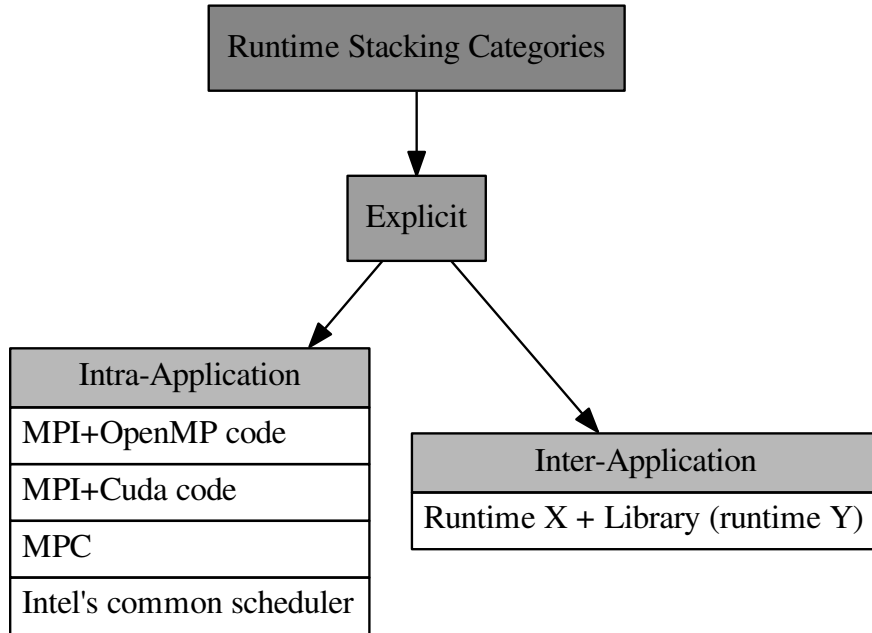 Runtime Stacking Categories
Explicit
Intra-Application
MPI+OpenMP code
MPI+Cuda code
MPC
Intel's common scheduler
Inter-Application
Runtime X + Library (runtime Y)